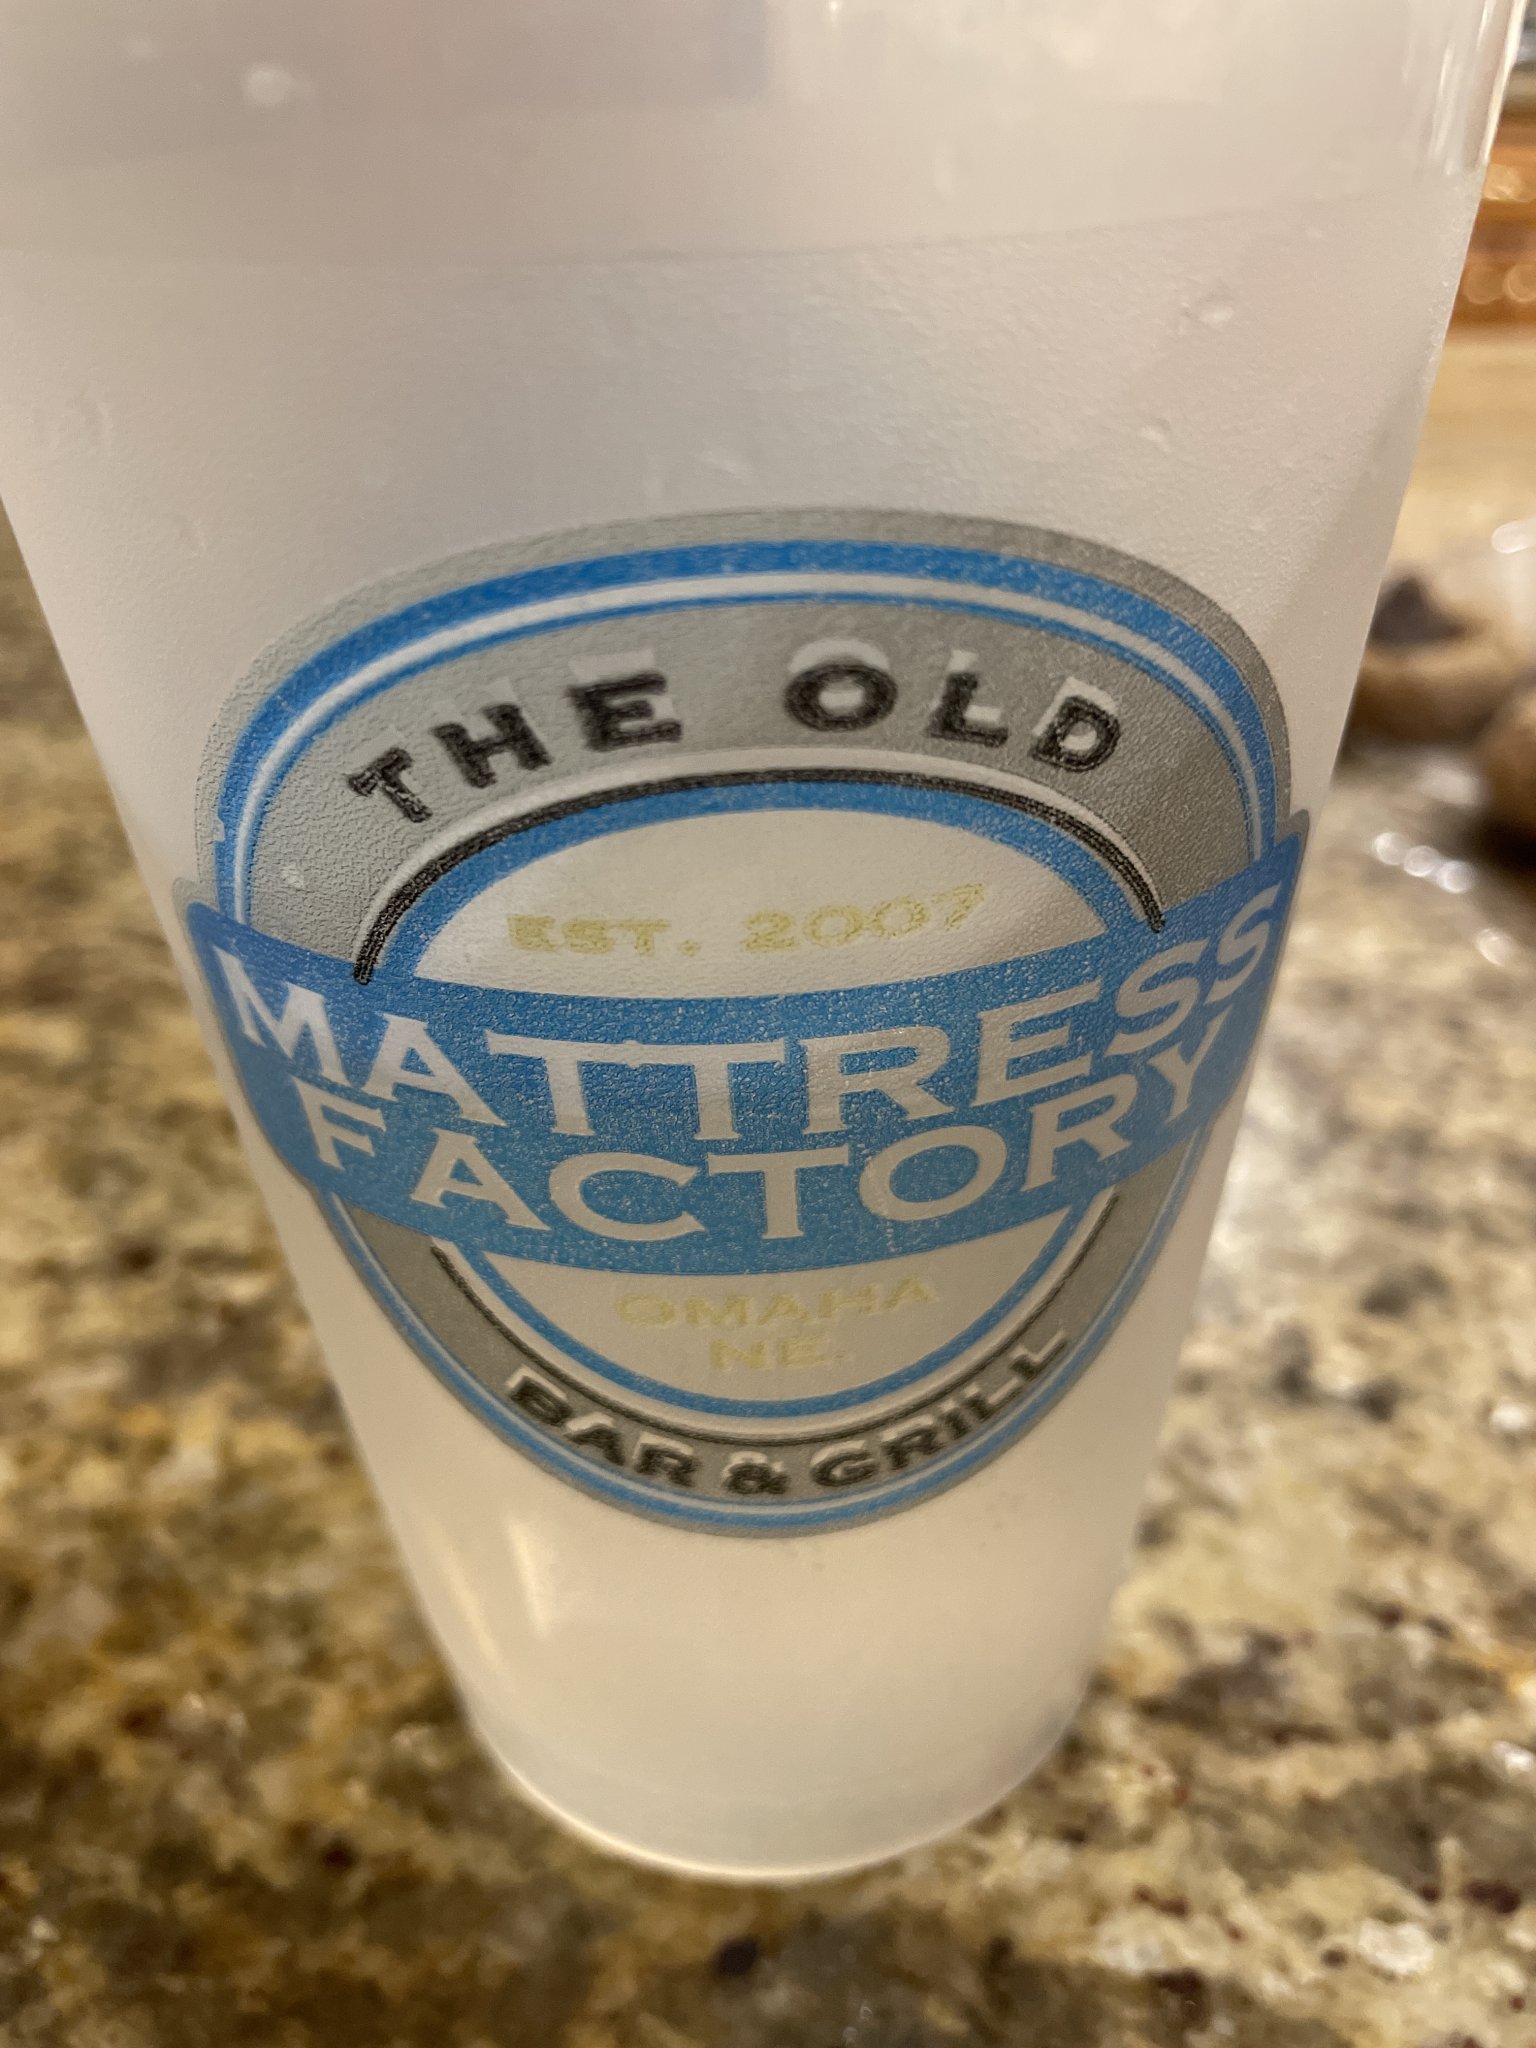 THE OLD
EST. 2007
MATTRESS
FACTORY
OMAHA
NE.
BAR & GRILL